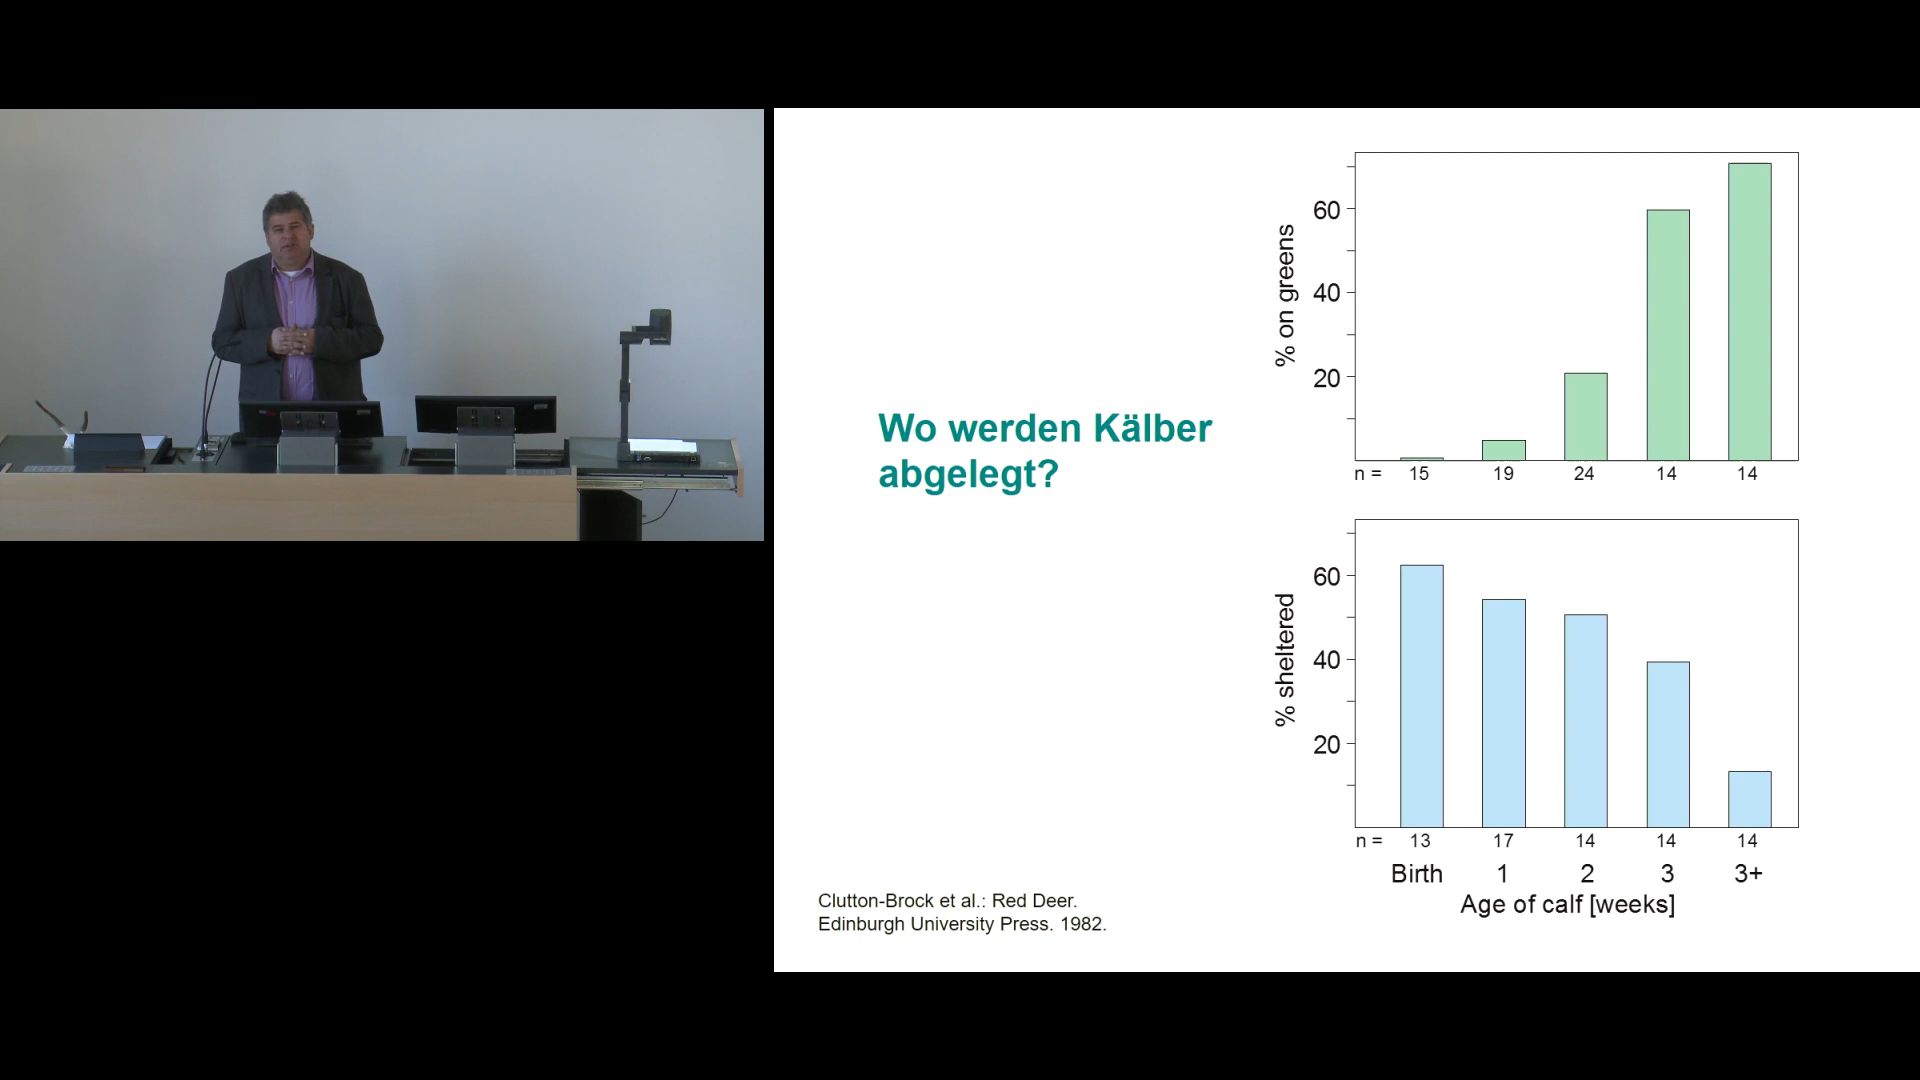 Wo werden Kälber
abgelegt?
% on greens
60
40
20
n = 15 19 24 14 14
% sheltered
60
40
20
n = 13 17 14 14 14
Birth 1 2 3 3+
Age of calf [weeks]
Clutton-Brock et al.: Red Deer.
Edinburgh University Press. 1982.